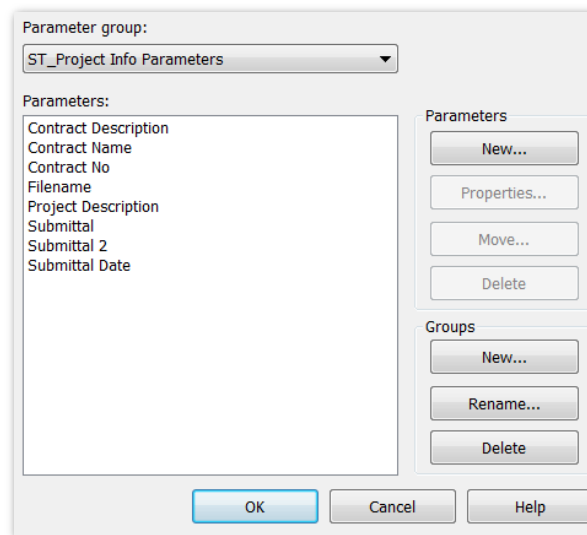 Parameter group:
ST_Project Info Parameters
Parameters:
Contract Description
Contract Name
Contract No
Filename
Project Description
Submittal
Submittal 2
Submittal Date
Parameters
New...
Properties...
Move...
Delete
Groups
New...
Rename...
Delete
OK
Cancel
Help